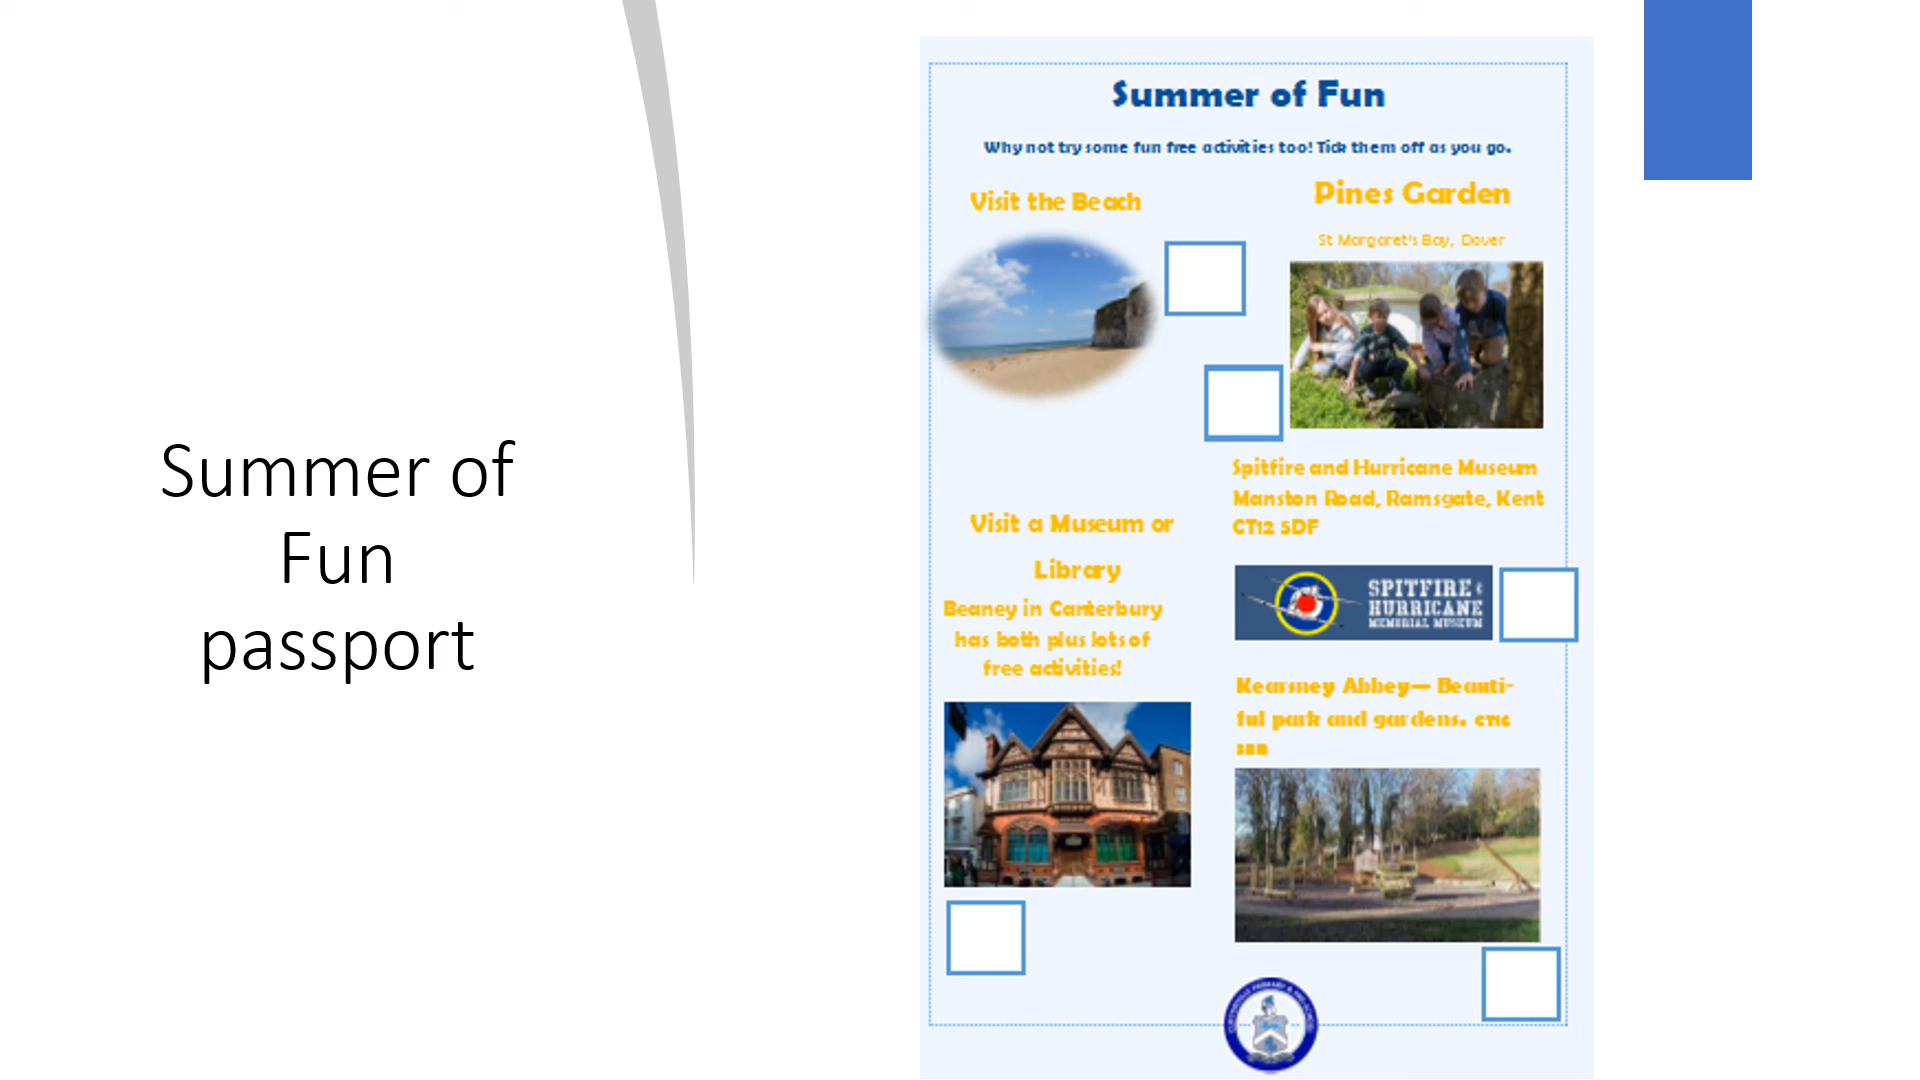 Summer of
Fun
passport
Summer of Fun
Why not try some fun free activities too! Tick them off as you go.
Visit the Beach
Pines Garden
St Margaret's Bay, Dover
Spitfire and Hurricane Museum
Manston Road, Ramsgate, Kent
CT12 5DF
SPITFIRE &
HURRICANE
MEMORIAL MUSEUM
Visit a Museum or
Library
Beaney in Canterbury
has both plus lots of
free activities!
Kearsney Abbey— Beauti-
ful park and gardens. CT16